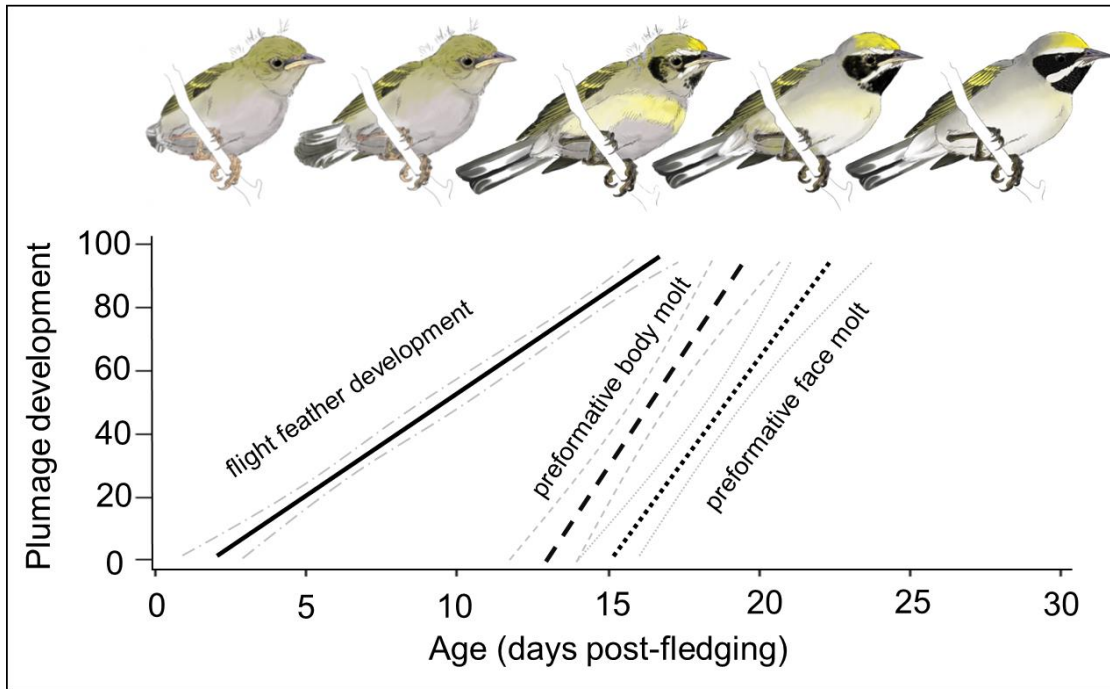 Plumage development
100
80
60
40
20
0
flight feather development
preformative body molt
preformative face molt
0 5 10 15 20 25 30
Age (days post-fledging)